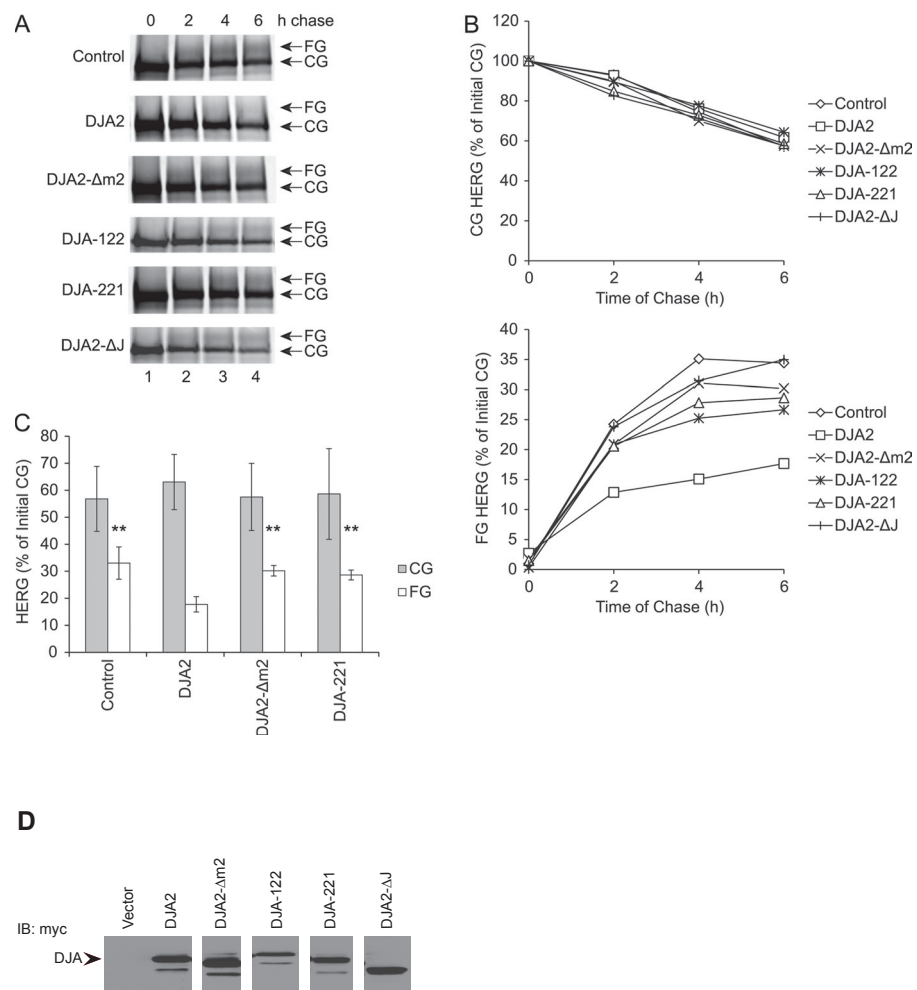 A
0 2 4 6 h chase
Control
FG
CG
DJA2
FG
CG
DJA2-Δm2
FG
CG
DJA-122
FG
CG
DJA-221
FG
CG
DJA2-ΔJ
FG
CG
1 2 3 4
B
CG HERG (% of Initial CG)
120
100
80
60
40
20
0
0 2 4 6
Time of Chase (h)
Control
DJA2
DJA2-Δm2
DJA-122
DJA-221
DJA2-ΔJ
FG HERG (% of Initial CG)
40
35
30
25
20
15
10
5
0
0 2 4 6
Time of Chase (h)
Control
DJA2
DJA2-Δm2
DJA-122
DJA-221
DJA2-ΔJ
C
HERG (% of Initial CG)
80
70
60
50
40
30
20
10
0
** ** **
Control
DJA2
DJA2-Δm2
DJA-221
CG
FG
D
Vector
DJA2
DJA2-Δm2
DJA-122
DJA-221
DJA2-ΔJ
IB: myc
DJA